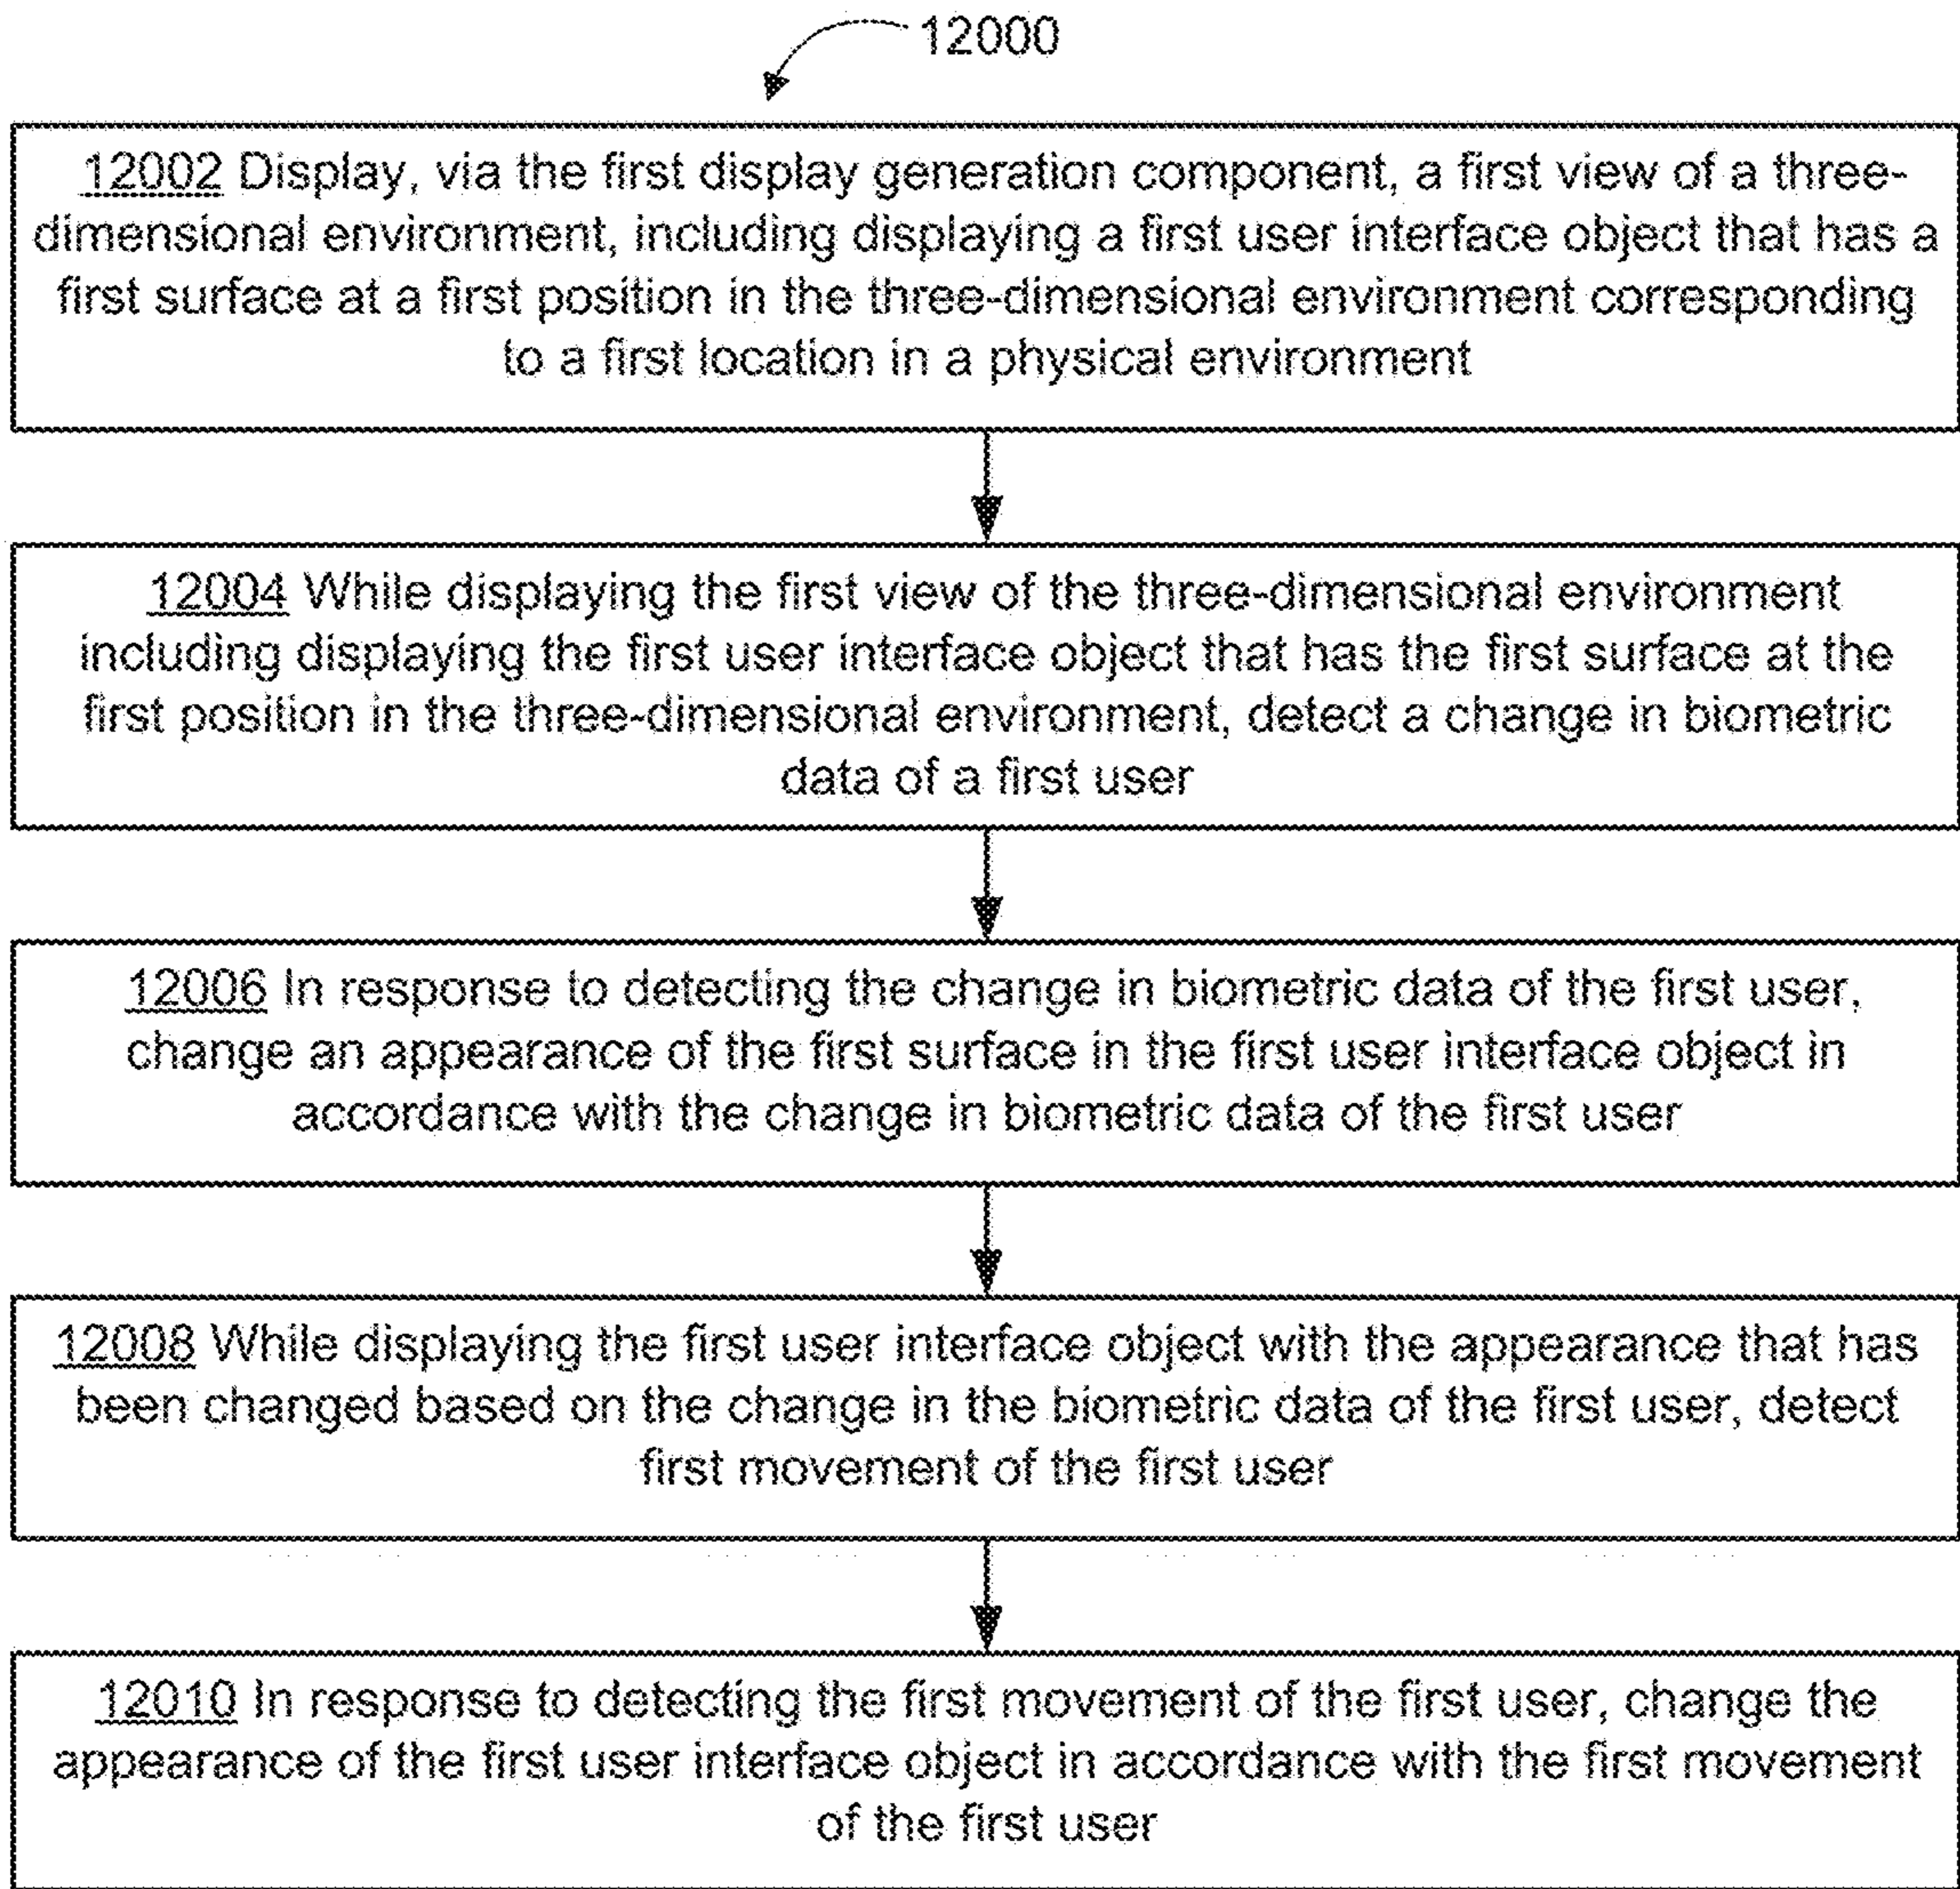 12000
12002 Display, via the first display generation component, a first view of a three-
dimensional environment, including displaying a first user interface object that has a
first surface at a first position in the three-dimensional environment corresponding
to a first location in a physical environment
12004 While displaying the first view of the three-dimensional environment
including displaying the first user interface object that has the first surface at the
first position in the three-dimensional environment, detect a change in biometric
data of a first user
12006 In response to detecting the change in biometric data of the first user,
change an appearance of the first surface in the first user interface object in
accordance with the change in biometric data of the first user
12008 While displaying the first user interface object with the appearance that has
been changed based on the change in the biometric data of the first user, detect
first movement of the first user
12010 In response to detecting the first movement of the first user, change the
appearance of the first user interface object in accordance with the first movement
of the first user